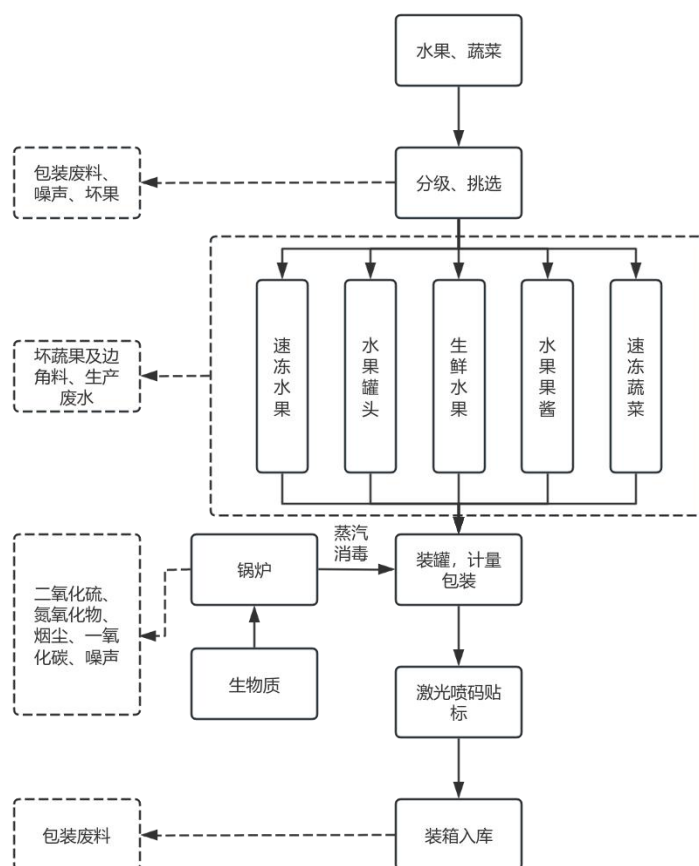 水果、蔬菜
包装废料、
噪声、坏果
分级、挑选
速冻水果
水果罐头
生鲜水果
水果果酱
速冻蔬菜
坏蔬果及边
角料、生产
废水
二氧化硫、
氮氧化物、
烟尘、一氧
化碳、噪声
锅炉
蒸汽
消毒
装罐，计量
包装
生物质
激光喷码贴
标
包装废料
装箱入库